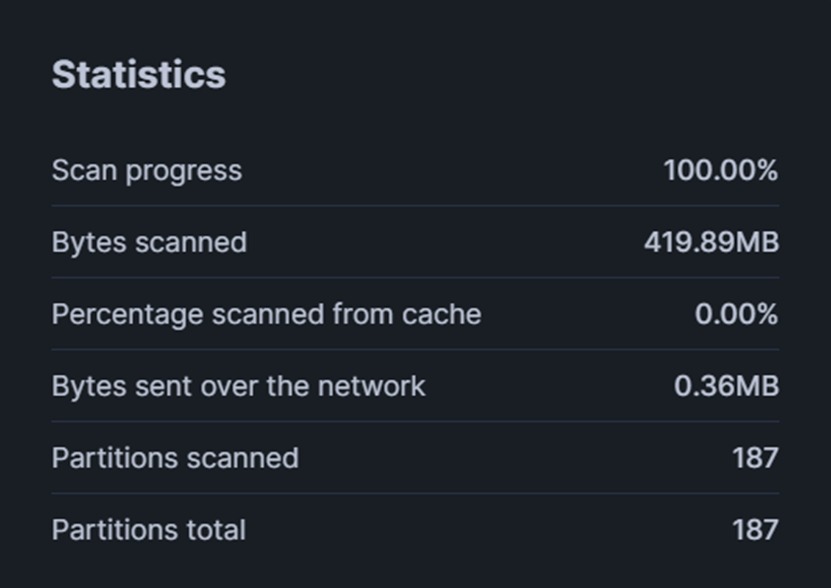 Statistics
Scan progress 100.00%
Bytes scanned 419.89MB
Percentage scanned from cache 0.00%
Bytes sent over the network 0.36MB
Partitions scanned 187
Partitions total 187